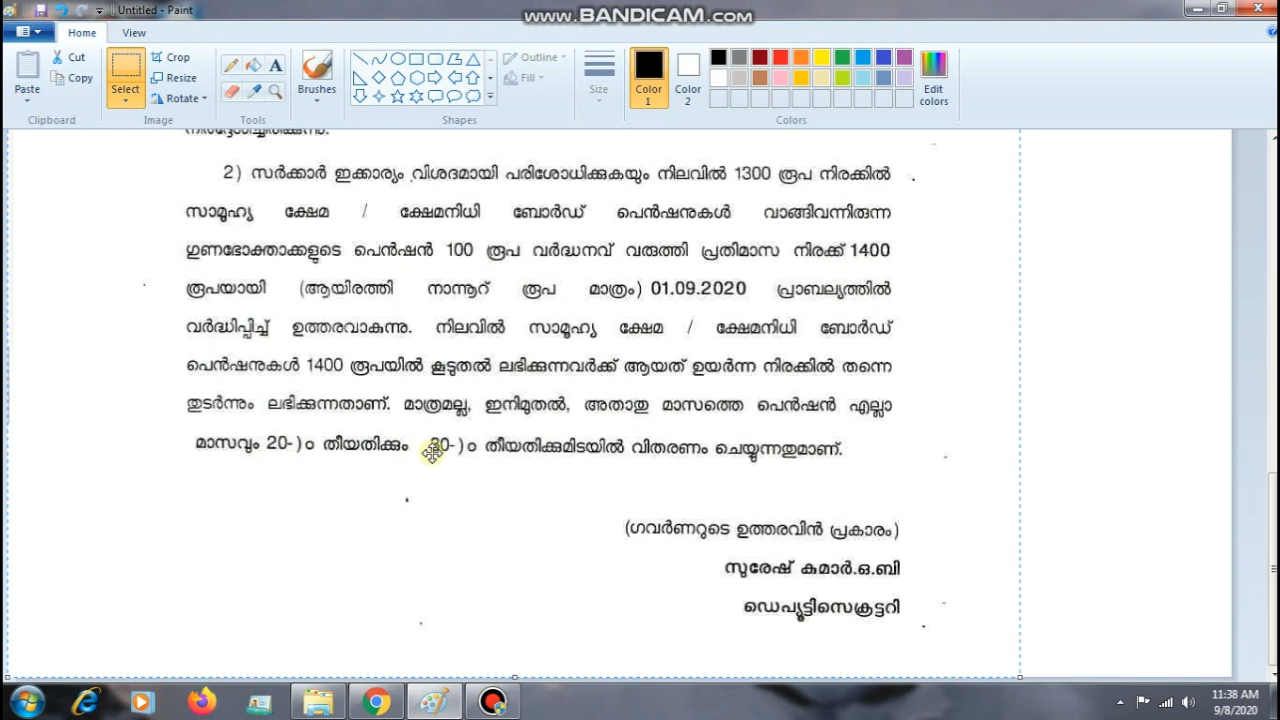 Untitled - Paint
www.BANDICAM.com
Home View
Paste
Cut
Copy
Clipboard
Select
Crop
Resize
Rotate
Image
A
Tools
Brushes
Outline
Fill
Shapes
Size
Color 1
Color 2
Edit colors
Colors
2) സർക്കാർ ഇക്കാര്യം വിശദമായി പരിശോധിക്കുകയും നിലവിൽ 1300 രൂപ നിരക്കിൽ
സാമൂഹ്യ ക്ഷേമ / ക്ഷേമനിധി ബോർഡ് പെൻഷനുകൾ വാങ്ങിവന്നിരുന്ന
ഗുണഭോക്താക്കളുടെ പെൻഷൻ 100 രൂപ വർദ്ധനവ് വരുത്തി പ്രതിമാസ നിരക്ക് 1400
രൂപയായി (ആയിരത്തി നാന്നൂറ് രൂപ മാത്രം) 01.09.2020 പ്രാബല്യത്തിൽ
വർദ്ധിപ്പിച്ച് ഉത്തരവാകുന്നു. നിലവിൽ സാമൂഹ്യ ക്ഷേമ / ക്ഷേമനിധി ബോർഡ്
പെൻഷനുകൾ 1400 രൂപയിൽ കൂടുതൽ ലഭിക്കുന്നവർക്ക് ആയത് ഉയർന്ന നിരക്കിൽ തന്നെ
തുടർന്നും ലഭിക്കുന്നതാണ്. മാത്രമല്ല, ഇനിമുതൽ, അതാതു മാസത്തെ പെൻഷൻ എല്ലാ
മാസവും 20-)൦ തീയതിക്കും 30-)൦ തീയതിക്കുമിടയിൽ വിതരണം ചെയ്യുന്നതുമാണ്.
(ഗവർണറുടെ ഉത്തരവിൻ പ്രകാരം)
സുരേഷ് കുമാർ.ഒ.ബി
ഡെപ്യൂട്ടിസെക്രട്ടറി
11:38 AM
9/8/2020